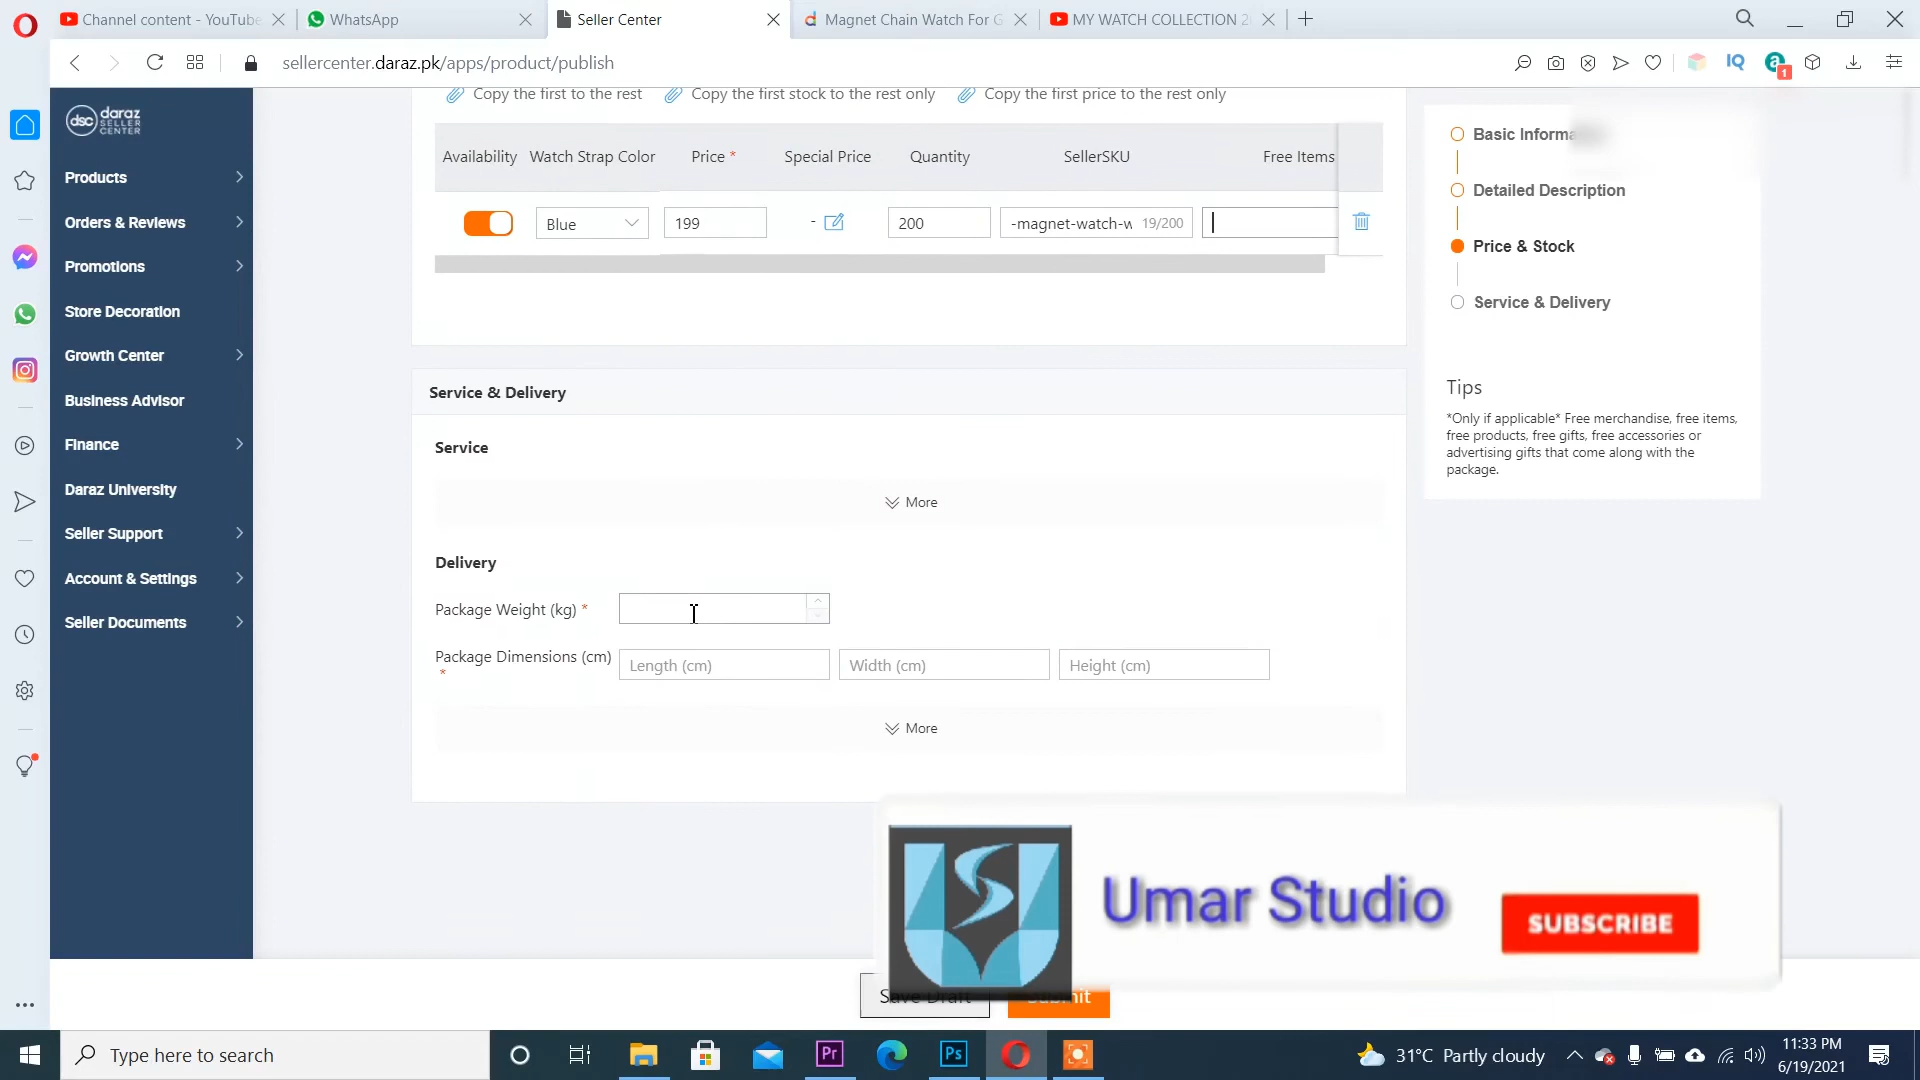 Channel content - YouTube
WhatsApp
Seller Center
Magnet Chain Watch For G
MY WATCH COLLECTION 2
sellercenter.daraz.pk/apps/product/publish
IQ
a
1
dsc daraz
SELLER
CENTER
Products
Orders & Reviews
Promotions
Store Decoration
Growth Center
Business Advisor
Finance
Daraz University
Seller Support
Account & Settings
Seller Documents
Copy the first to the rest
Copy the first stock to the rest only
Copy the first price to the rest only
Availability Watch Strap Color Price * Special Price Quantity SellerSKU Free Items
Blue 199 - 200 -magnet-watch-w 19/200
Service & Delivery
Service
More
Delivery
Package Weight (kg) *
Package Dimensions (cm) * Length (cm) Width (cm) Height (cm)
More
Basic Informa
Detailed Description
Price & Stock
Service & Delivery
Tips
*Only if applicable* Free merchandise, free items,
free products, free gifts, free accessories or
advertising gifts that come along with the
package.
Umar Studio
SUBSCRIBE
Save Draft
Submit
Type here to search
Pr
Ps
31°C Partly cloudy
11:33 PM
6/19/2021